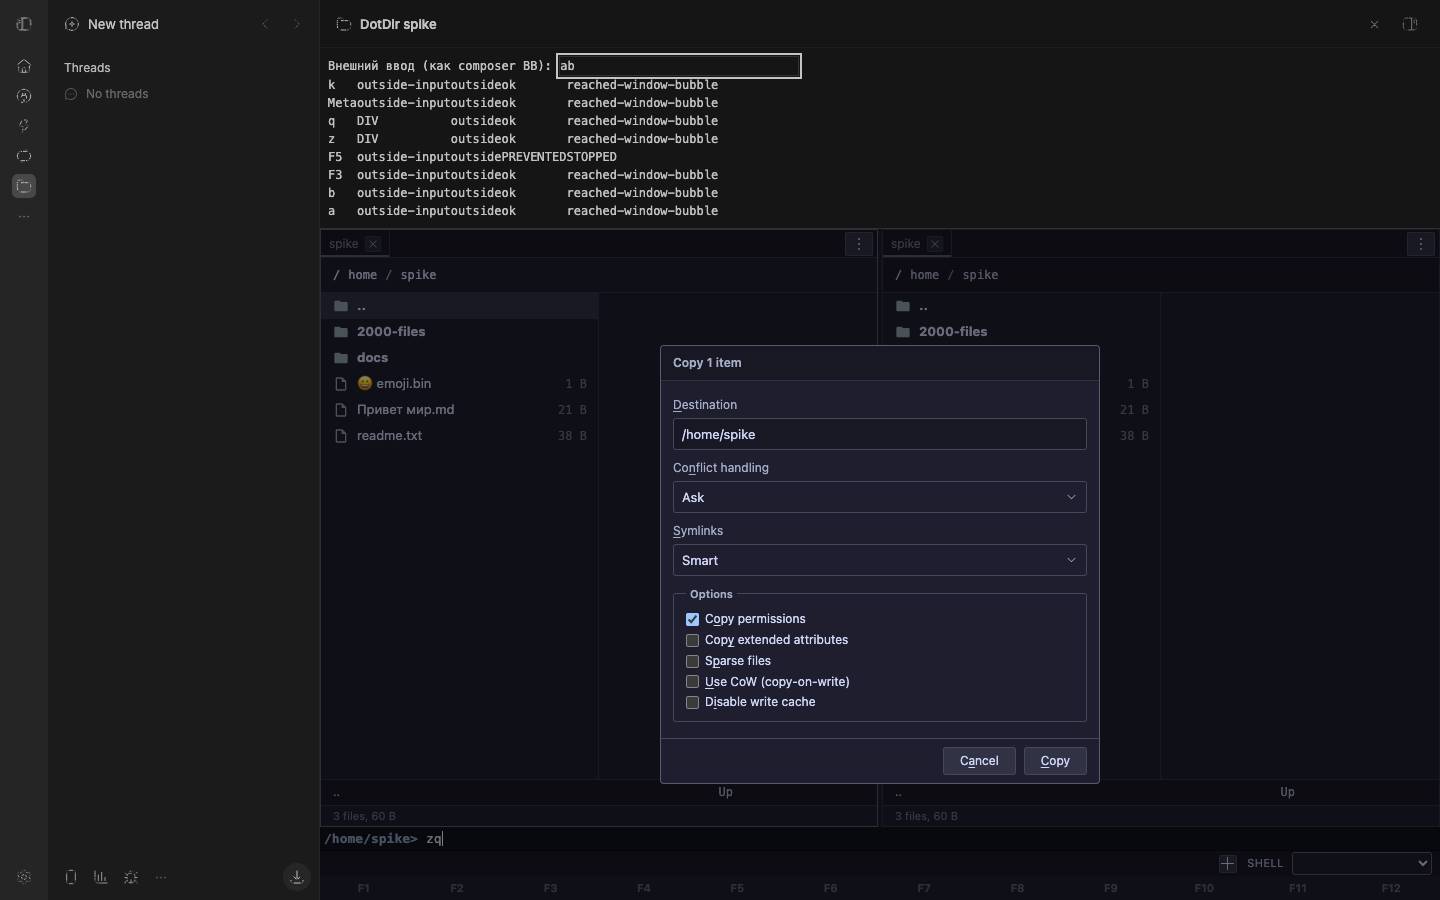 New thread
DotDir spike
Threads
No threads
Внешний ввод (как composer BB): ab
k outside-inputoutsideok reached-window-bubble
Metaoutside-inputoutsideok reached-window-bubble
q DIV outsideok reached-window-bubble
z DIV outsideok reached-window-bubble
F5 outside-inputoutsidePREVENTEDSTOPPED
F3 outside-inputoutsideok reached-window-bubble
b outside-inputoutsideok reached-window-bubble
a outside-inputoutsideok reached-window-bubble
spike
/ home / spike
..
2000-files
docs
😄 emoji.bin 1 B
Привет мир.md 21 B
readme.txt 38 B
.. Up
3 files, 60 B
spike
/ home / spike
..
2000-files
1 B
21 B
38 B
.. Up
3 files, 60 B
Copy 1 item
Destination
/home/spike
Conflict handling
Ask
Symlinks
Smart
Options
Copy permissions
Copy extended attributes
Sparse files
Use CoW (copy-on-write)
Disable write cache
Cancel Copy
/home/spike> zq
SHELL
F1 F2 F3 F4 F5 F6 F7 F8 F9 F10 F11 F12